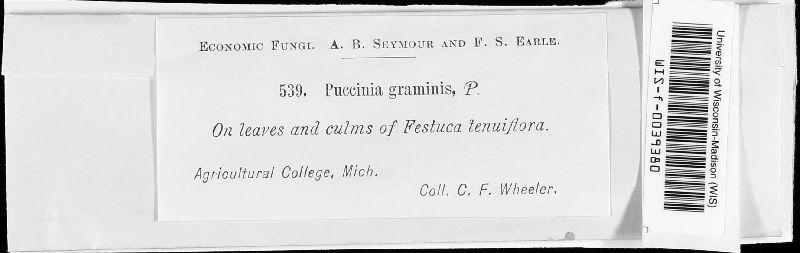 Economic Fungi. A. B. Seymour and F. S. Earle.
539. Puccinia graminis, P.
On leaves and culms of Festuca tenuiflora.
Agricultural College, Mich.
Coll. C. F. Wheeler.
University of Wisconsin-Madison (WIS)
WIS-f-0039380